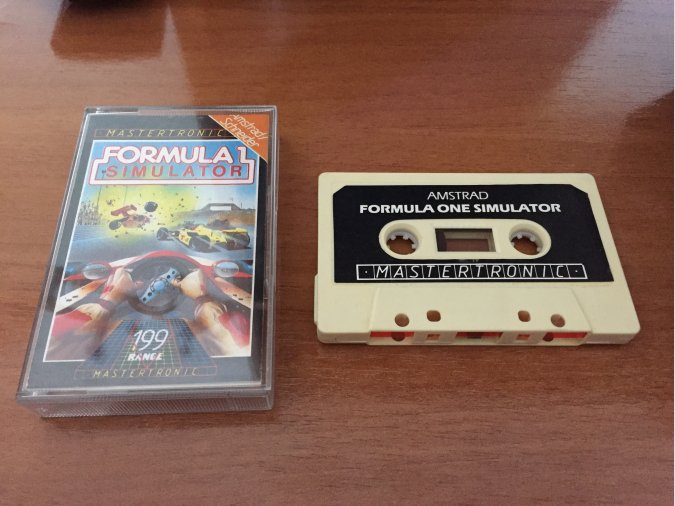 MASTERTRONIC
Amstrad/
Schneider
FORMULA 1
SIMULATOR
199
RANGE
MASTERTRONIC
AMSTRAD
FORMULA ONE SIMULATOR
MASTERTRONIC